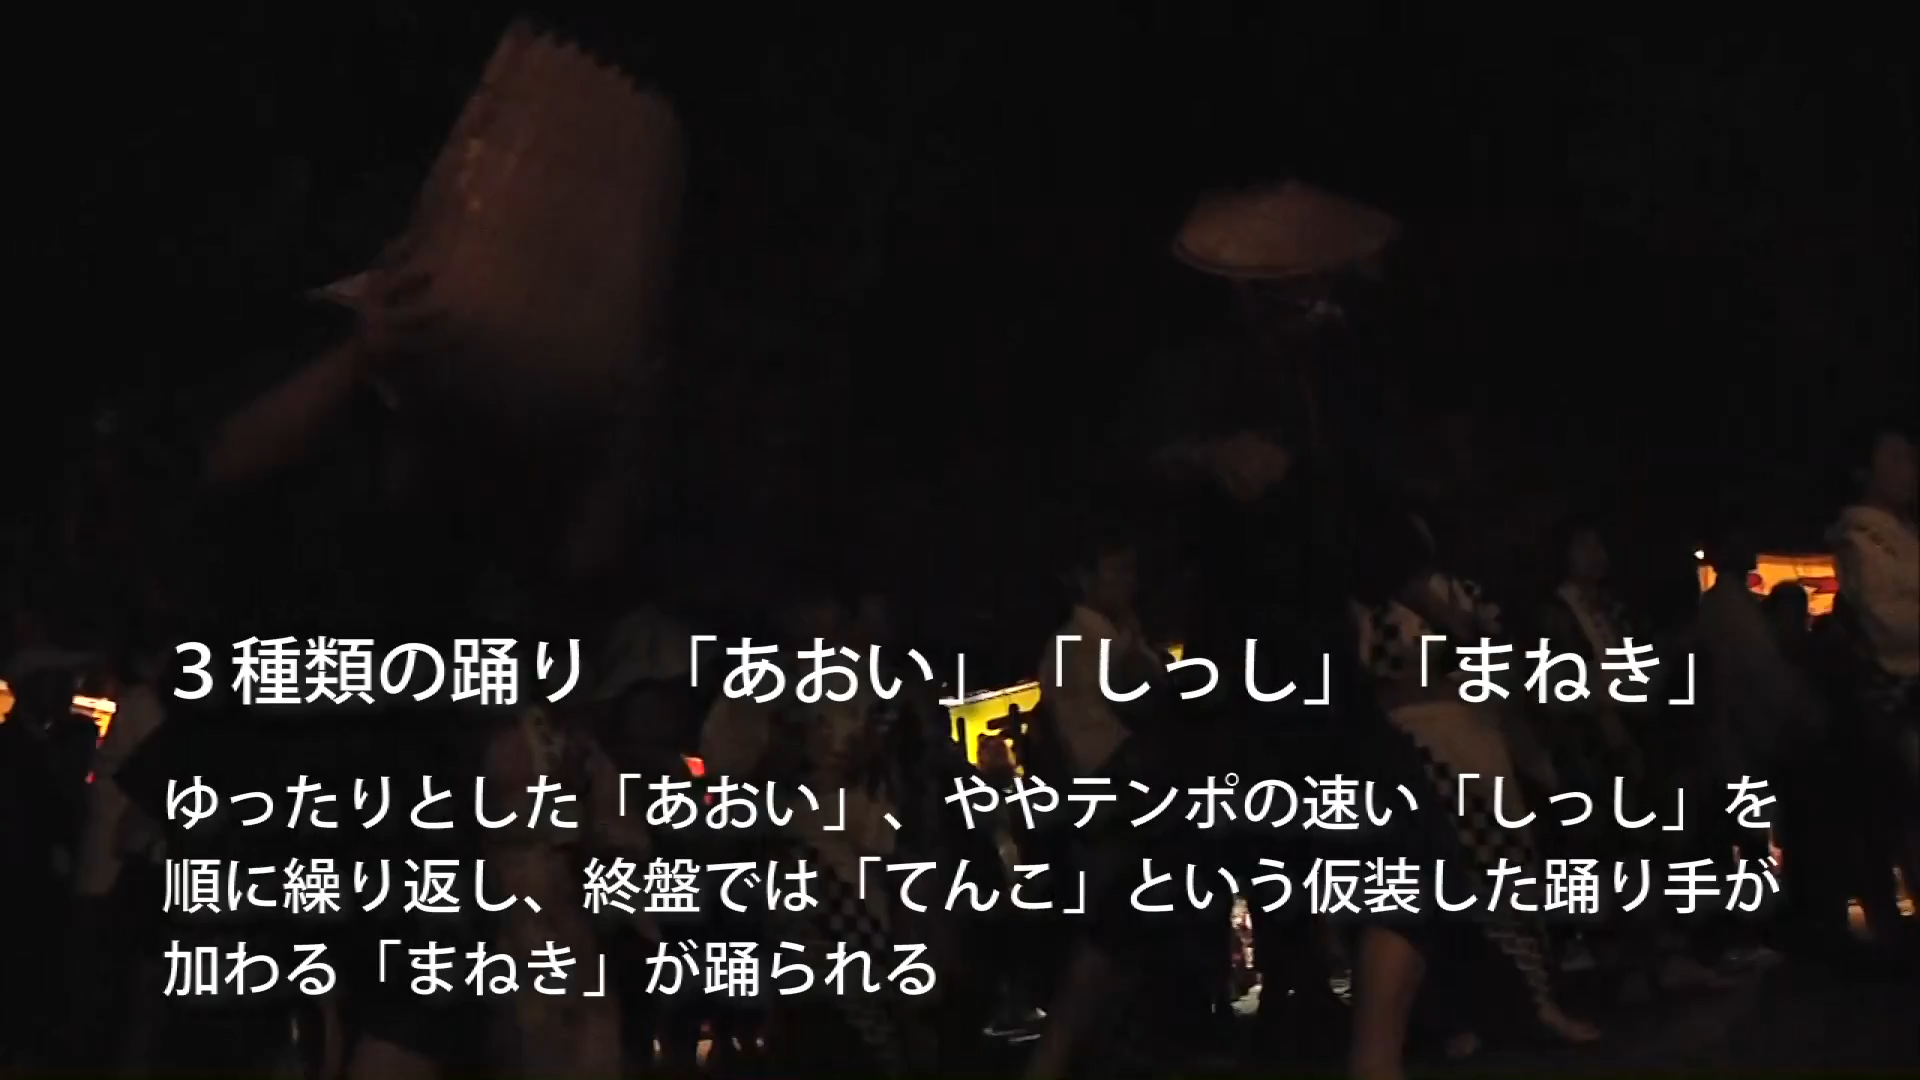 ３種類の踊り　「あおい」「しっし」「まねき」
ゆったりとした「あおい」、ややテンポの速い「しっし」を
順に繰り返し、終盤では「てんこ」という仮装した踊り手が
加わる「まねき」が踊られる